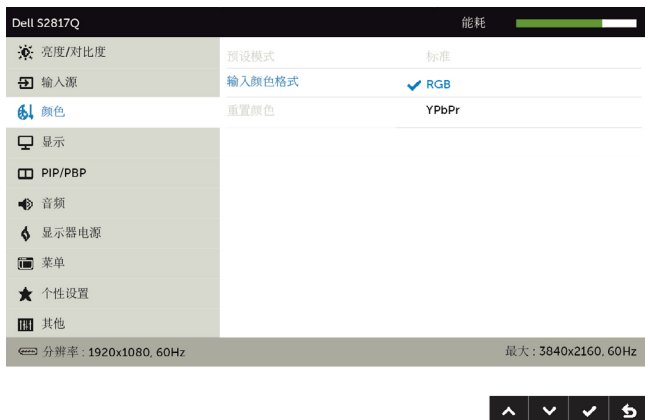 Dell S2817Q 能耗
亮度/对比度 预设模式 标准
输入源 输入颜色格式 RGB
颜色 重置颜色 YPbPr
显示
PIP/PBP
音频
显示器电源
菜单
个性设置
其他
分辨率 : 1920x1080, 60Hz 最大 : 3840x2160, 60Hz